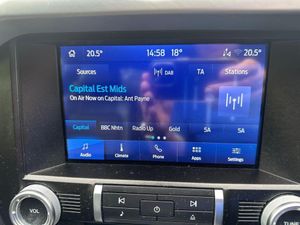 20.5° 14:58 18° 20.5°
Sources DAB TA Stations
Capital Est Mids
On Air Now on Capital: Ant Payne
Capital BBC Nhtn Radio Up Gold 5A 5A
Audio Climate Phone Apps Settings
VOL
TUNE